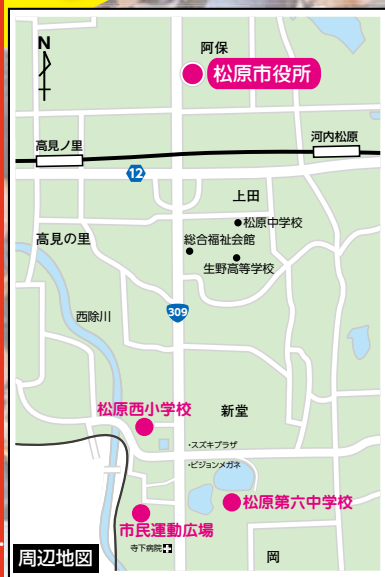 N
阿保
松原市役所
高見ノ里
河内松原
12
上田
松原中学校
高見の里
総合福祉会館
生野高等学校
西除川
309
松原西小学校
新堂
・スズキプラザ
・ビジョンメガネ
松原第六中学校
市民運動広場
寺下病院
岡
周辺地図